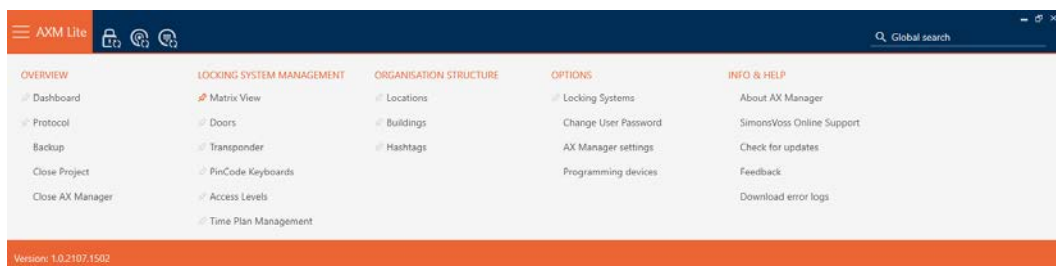 AXM Lite
Global search
OVERVIEW
Dashboard
Protocol
Backup
Close Project
Close AX Manager
LOCKING SYSTEM MANAGEMENT
Matrix View
Doors
Transponder
PinCode Keyboards
Access Levels
Time Plan Management
ORGANISATION STRUCTURE
Locations
Buildings
Hashtags
OPTIONS
Locking Systems
Change User Password
AX Manager settings
Programming devices
INFO & HELP
About AX Manager
SimonsVoss Online Support
Check for updates
Feedback
Download error logs
Version: 1.0.2107.1502